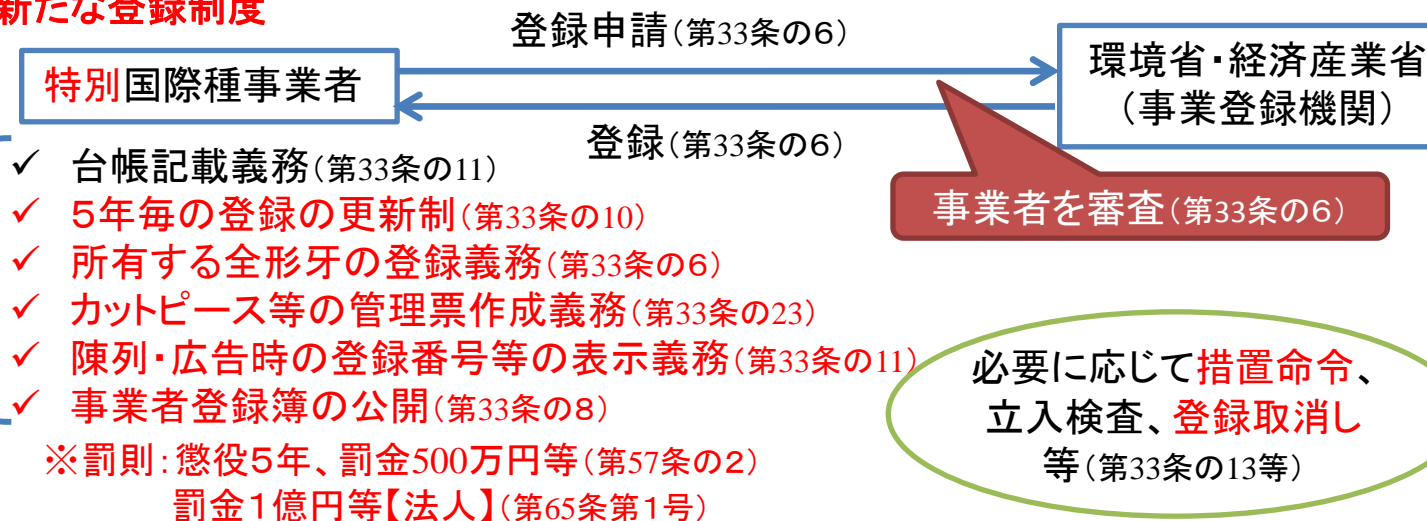 新たな登録制度
登録申請(第33条の6)
特別国際種事業者
環境省・経済産業省
(事業登録機関)
登録(第33条の6)
事業者を審査(第33条の6)
✓ 台帳記載義務(第33条の11)
✓ 5年毎の登録の更新制(第33条の10)
✓ 所有する全形牙の登録義務(第33条の6)
✓ カットピース等の管理票作成義務(第33条の23)
✓ 陳列・広告時の登録番号等の表示義務(第33条の11)
✓ 事業者登録簿の公開(第33条の8)
※罰則:懲役5年、罰金500万円等(第57条の2)
罰金1億円等【法人】(第65条第1号)
必要に応じて措置命令、
立入検査、登録取消し
等(第33条の13等)